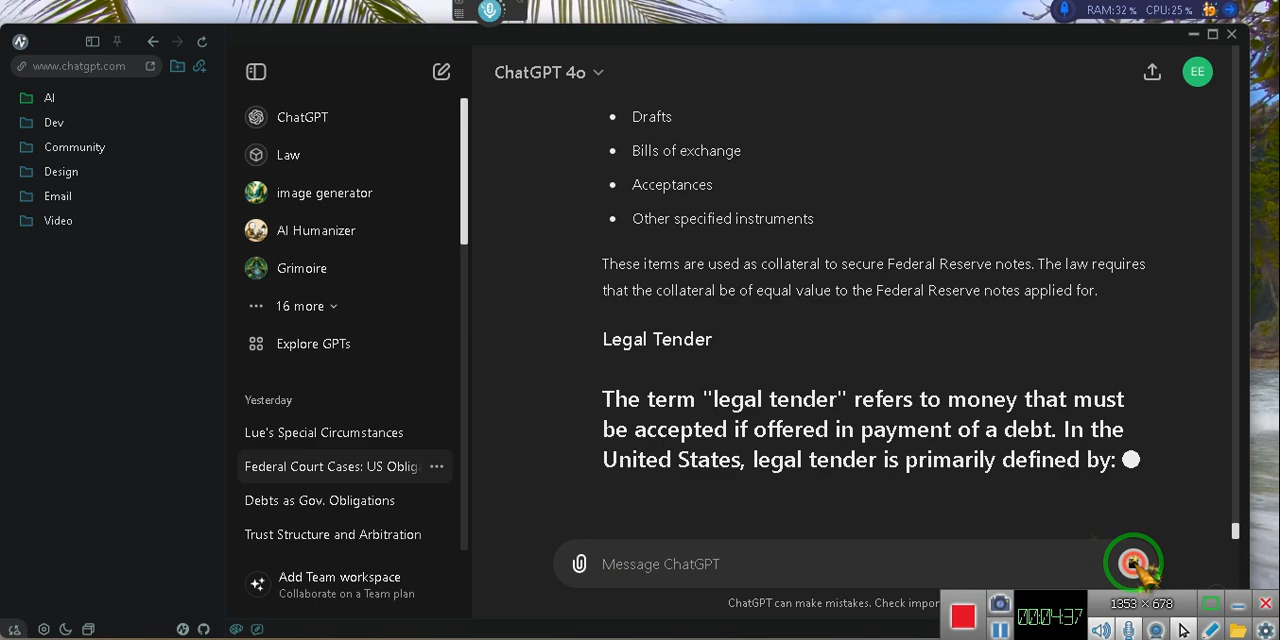 RAM:32% CPU:25% 19
www.chatgpt.com
AI
Dev
Community
Design
Email
Video
ChatGPT
Law
image generator
AI Humanizer
Grimoire
16 more
Explore GPTs
Yesterday
Lue's Special Circumstances
Federal Court Cases: US Oblig
Debts as Gov. Obligations
Trust Structure and Arbitration
Add Team workspace
Collaborate on a Team plan
ChatGPT 4o
EE
Drafts
Bills of exchange
Acceptances
Other specified instruments
These items are used as collateral to secure Federal Reserve notes. The law requires
that the collateral be of equal value to the Federal Reserve notes applied for.
Legal Tender
The term "legal tender" refers to money that must
be accepted if offered in payment of a debt. In the
United States, legal tender is primarily defined by:
Message ChatGPT
ChatGPT can make mistakes. Check impor
1353 × 678
00:04:37